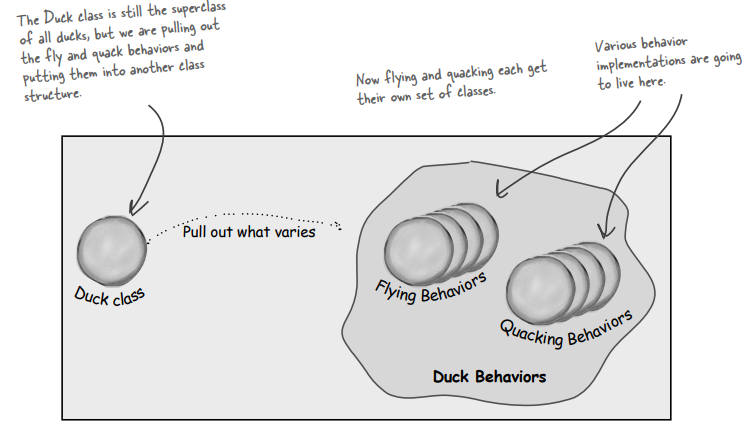 The Duck class is still the superclass
of all ducks, but we are pulling out
the fly and quack behaviors and
putting them into another class
structure.
Now flying and quacking each get
their own set of classes.
Various behavior
implementations are going
to live here.
Pull out what varies
Duck class
Flying Behaviors
Quacking Behaviors
Duck Behaviors